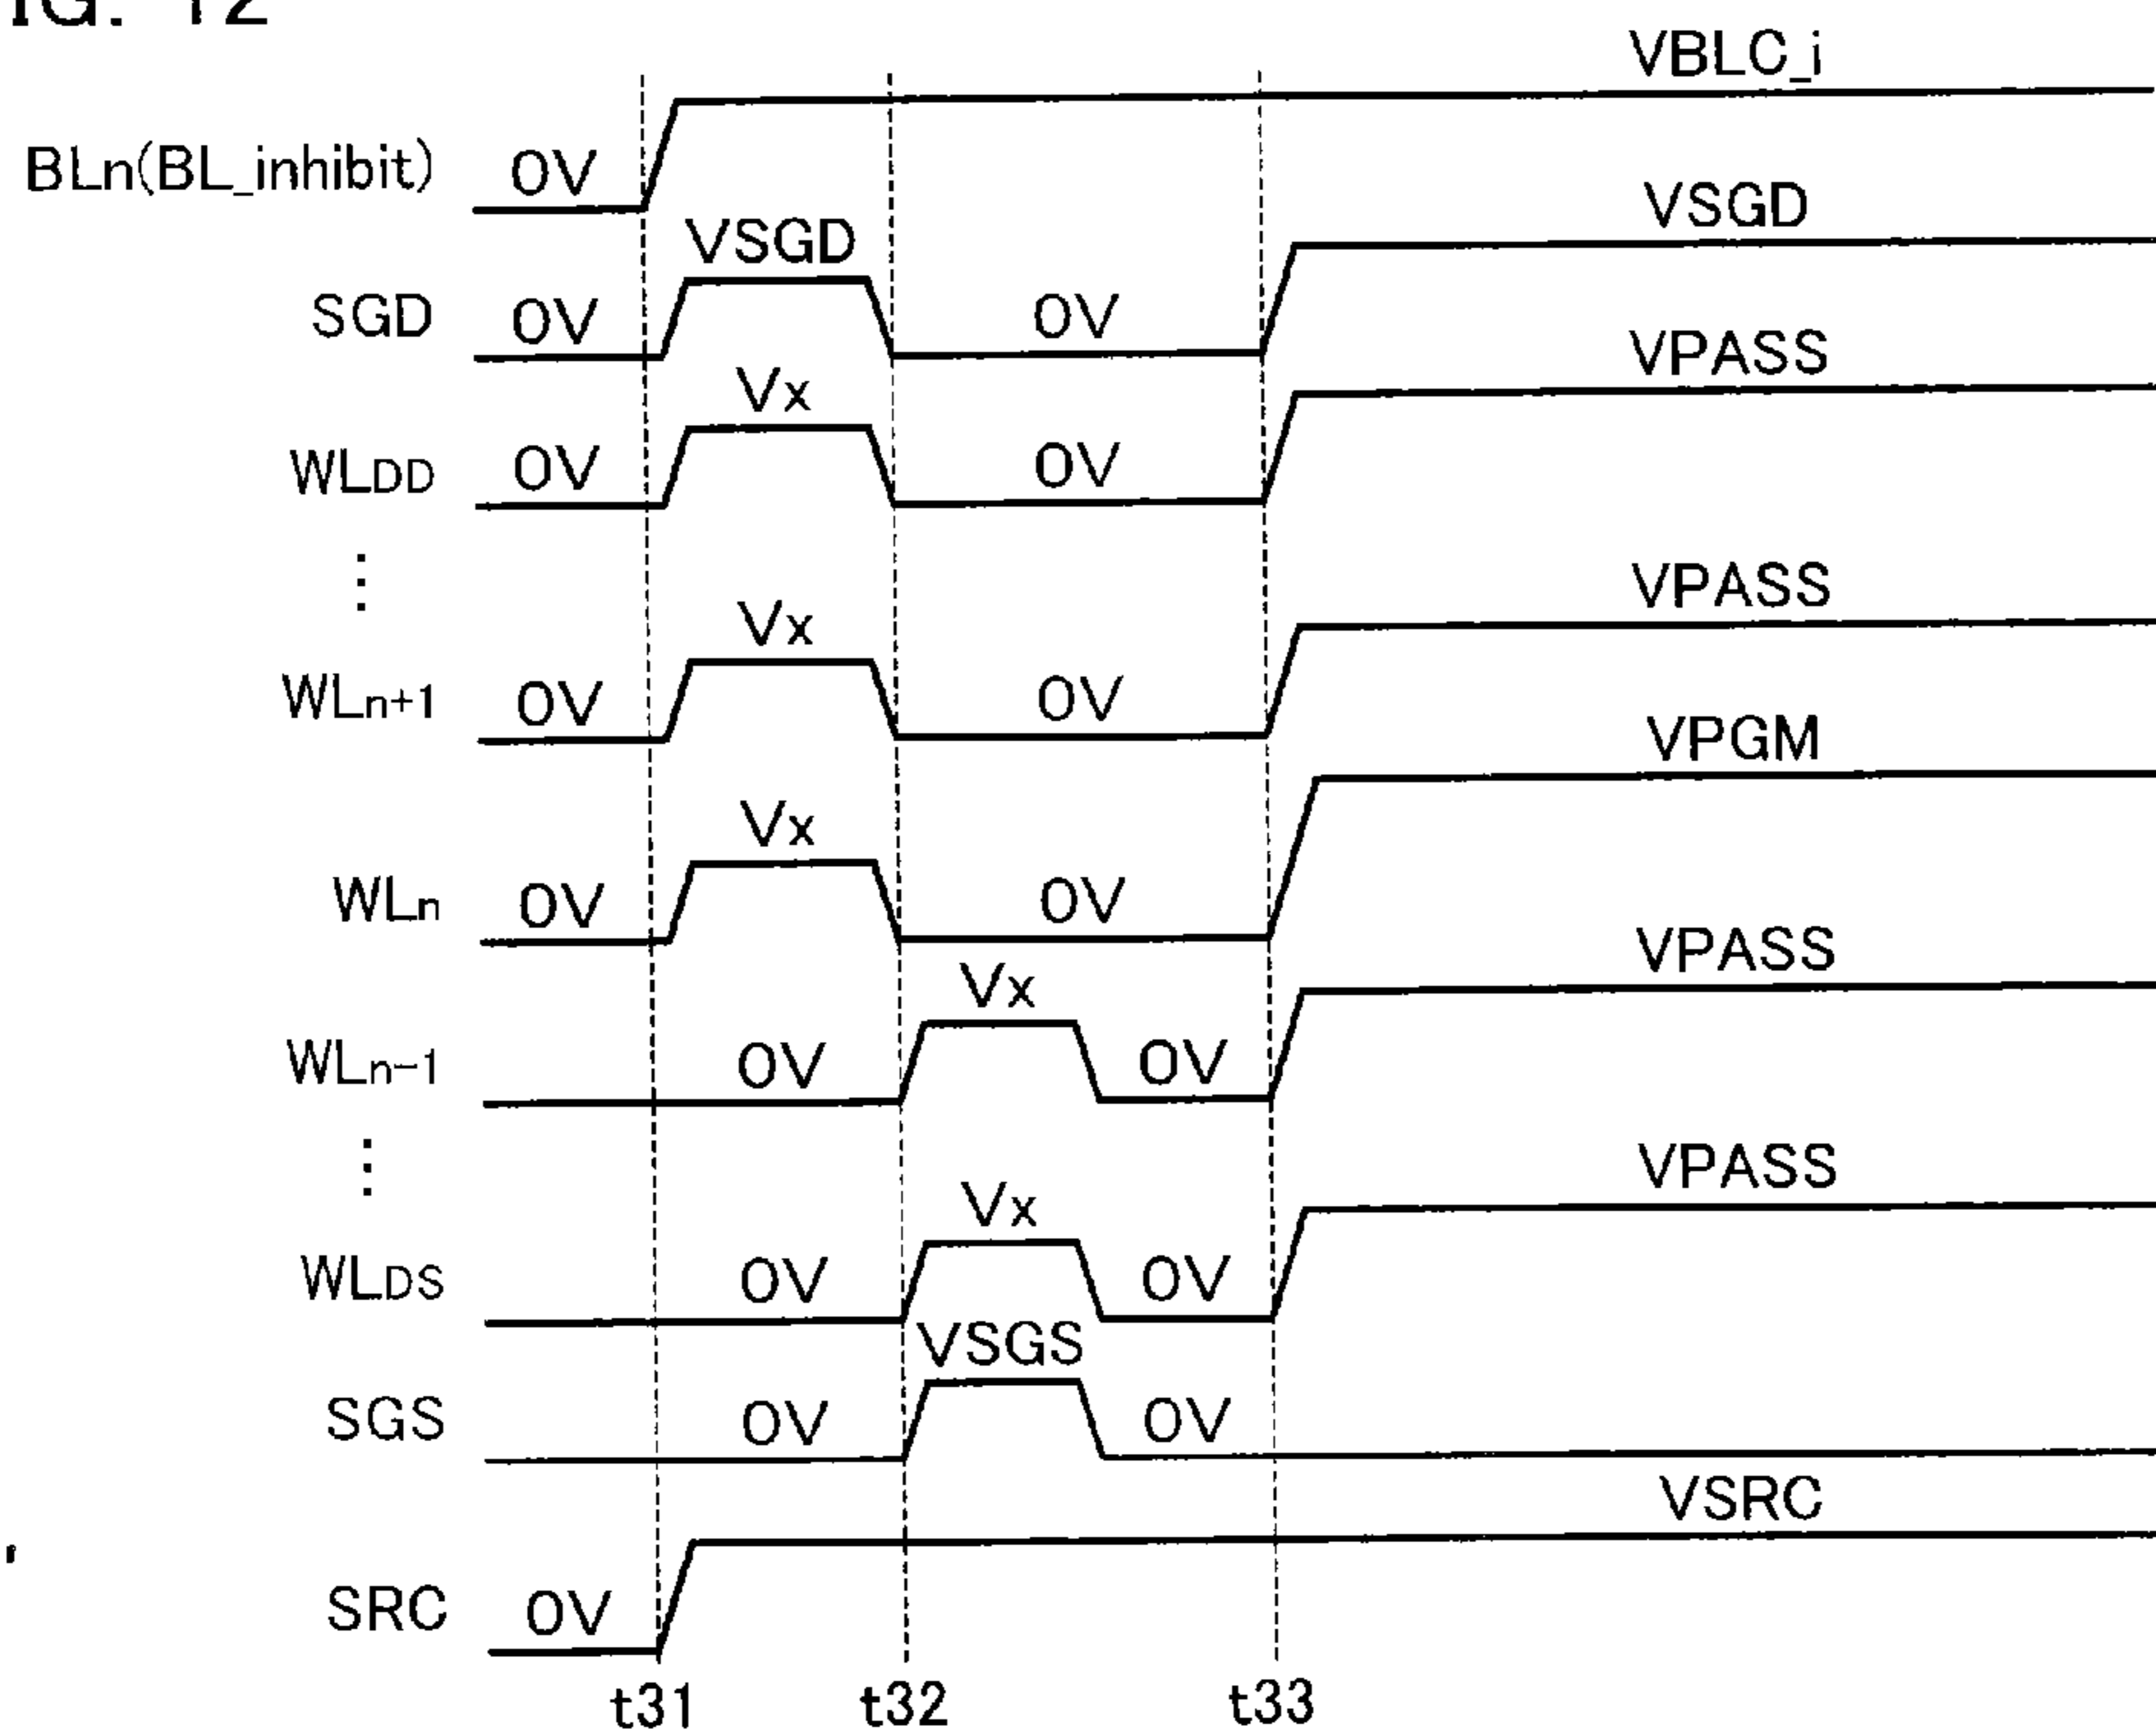 IG. 12
VBLC_i
BLn(BL_inhibit) 0V
VSGD VSGD
SGD 0V 0V
Vx VPASS
WLDD 0V 0V
⋮
Vx VPASS
WLn+1 0V 0V
Vx VPGM
WLn 0V 0V
Vx VPASS
WLn-1 0V 0V
⋮
Vx VPASS
WLDS 0V 0V
VSGS
SGS 0V 0V
VSRC
SRC 0V
t31 t32 t33